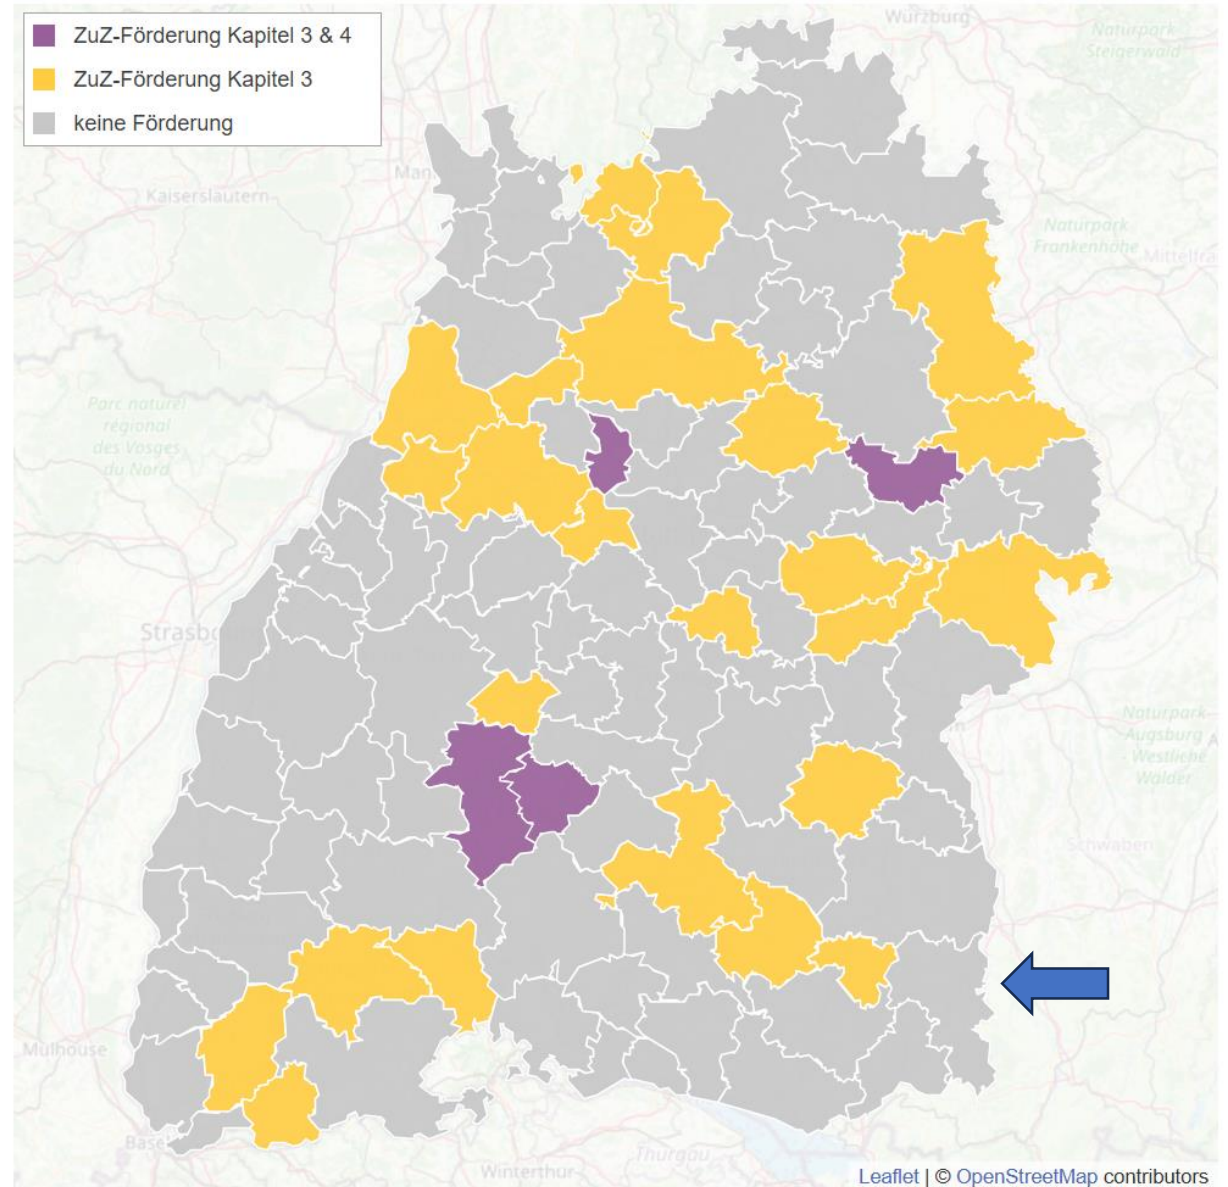 ZuZ-Förderung Kapitel 3 & 4
ZuZ-Förderung Kapitel 3
keine Förderung
Würzburg
Naturpark
Steigerwald
Kaiserslautern
Naturpark
Frankenhöhe
Parc naturel
régional
des Vosges
du Nord
Naturpark
Augsburg
Westliche
Wälder
Schwaben
Mulhouse
Basel
Thurgau
Winterthur
Leaflet | © OpenStreetMap contributors